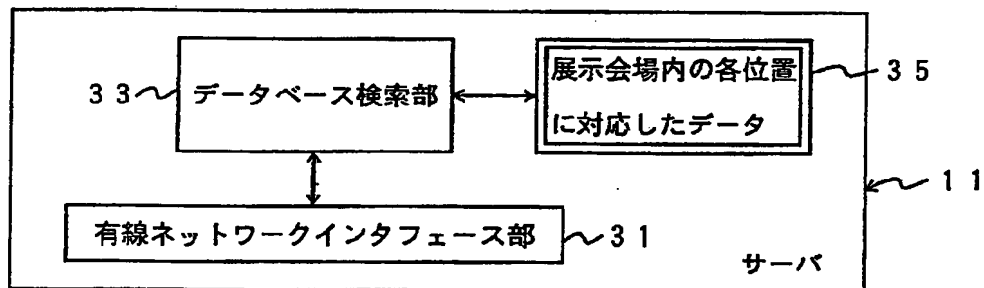 33
データベース検索部
展示会場内の各位置
に対応したデータ
35
11
有線ネットワークインタフェース部
31
サーバ